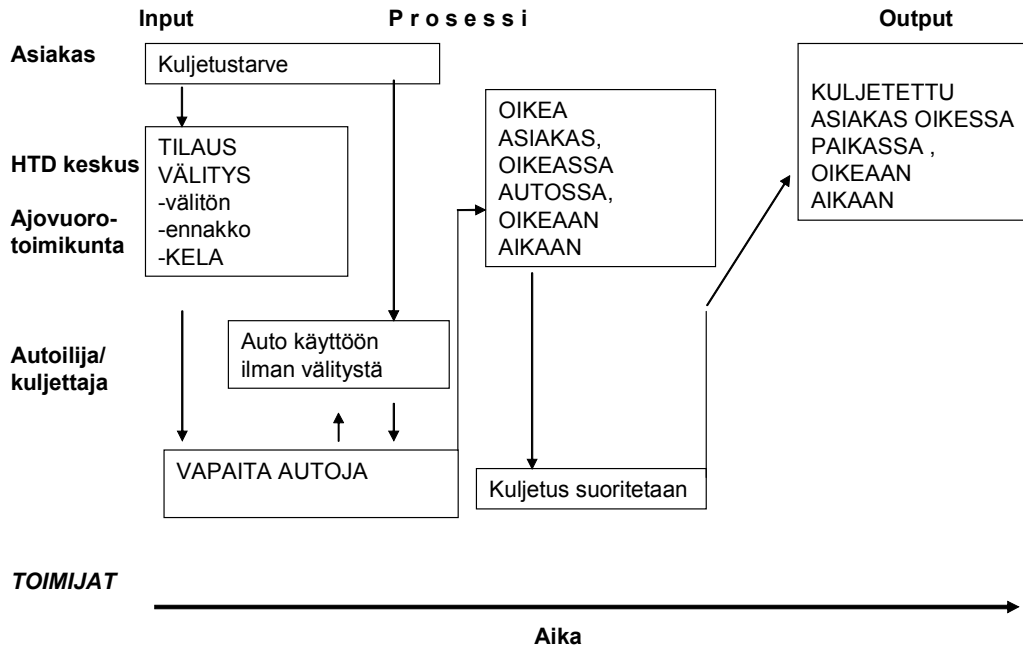 Input
P r o s e s s i
Output
Asiakas
Kuljetustarve
HTD keskus
Ajovuoro-
toimikunta
TILAUS
VÄLITYS
-välitön
-ennakko
-KELA
OIKEA
ASIAKAS,
OIKEASSA
AUTOSSA,
OIKEAAN
AIKAAN
KULJETETTU
ASIAKAS OIKESSA
PAIKASSA ,
OIKEAAN
AIKAAN
Autoilija/
kuljettaja
Auto käyttöön
ilman välitystä
VAPAITA AUTOJA
Kuljetus suoritetaan
TOIMIJAT
Aika